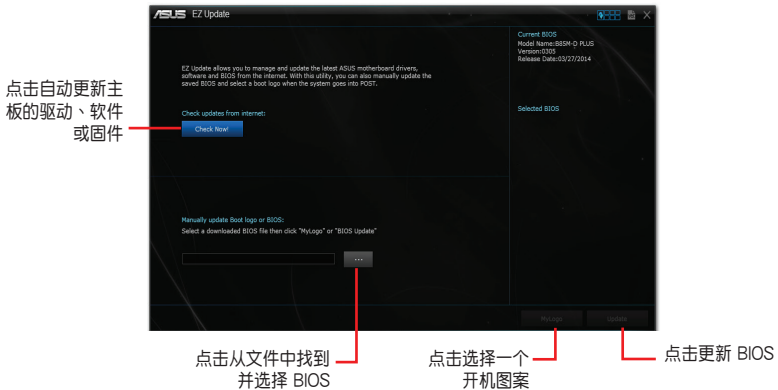 ASUS EZ Update
Current BIOS
Model Name:B85M-D PLUS
Version:0305
Release Date:03/27/2014
EZ Update allows you to manage and update the latest ASUS motherboard drivers,
software and BIOS from the internet. With this utility, you can also manually update the
saved BIOS and select a boot logo when the system goes into POST.
点击自动更新主
板的驱动、软件
或固件
Check updates from internet:
Check Now!
Selected BIOS
Manually update Boot logo or BIOS:
Select a downloaded BIOS file then click "MyLogo" or "BIOS Update"
...
MyLogo
Update
点击从文件中找到
并选择 BIOS
点击选择一个
开机图案
点击更新 BIOS